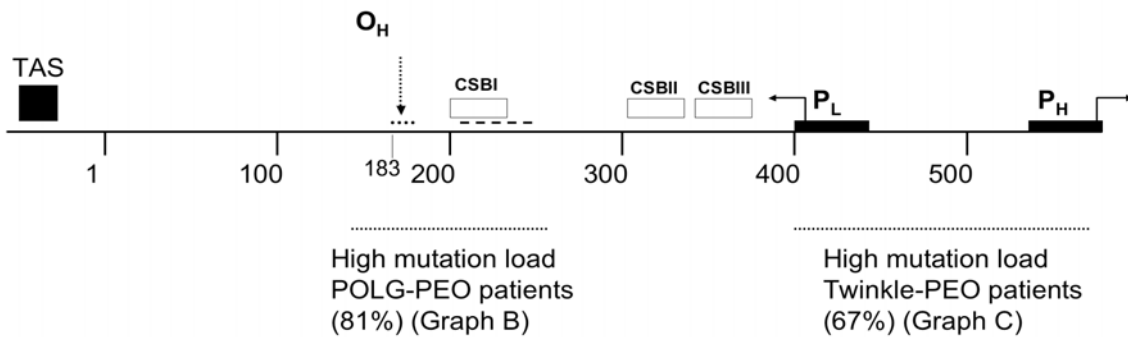 O_H
TAS
CSBI
CSBII CSBIII
P_L P_H
1 100 183 200 300 400 500
High mutation load High mutation load
POLG-PEO patients Twinkle-PEO patients
(81%) (Graph B) (67%) (Graph C)